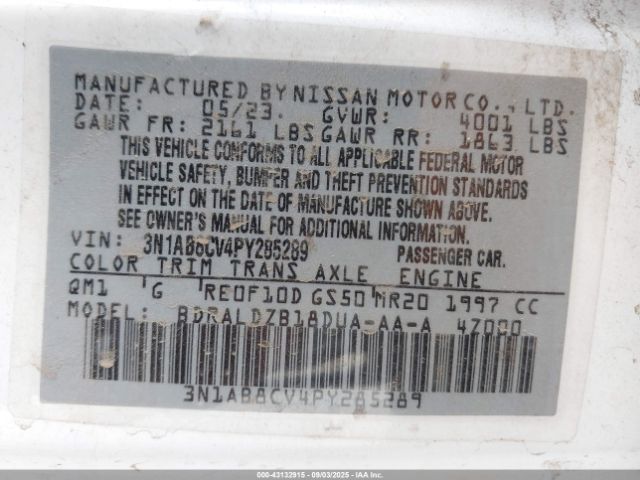 MANUFACTURED BY NISSAN MOTOR CO., LTD.
DATE: 05/23. GVWR: 4001 LBS
GAWR FR: 2161 LBS GAWR RR: 1863 LBS
THIS VEHICLE CONFORMS TO ALL APPLICABLE FEDERAL MOTOR
VEHICLE SAFETY, BUMPER AND THEFT PREVENTION STANDARDS
IN EFFECT ON THE DATE OF MANUFACTURE SHOWN ABOVE.
SEE OWNER'S MANUAL FOR ADDITIONAL INFORMATION
VIN: 3N1AB8CV4PY285289 PASSENGER CAR.
COLOR TRIM TRANS AXLE ENGINE
QM1 G RE0F10D GS50 MR20 1997 CC
MODEL: BDRALDZB18DUA-AA-A 4Z000
3N1AB8CV4PY285289
000-43132915 - 09/03/2025 - IAA Inc.